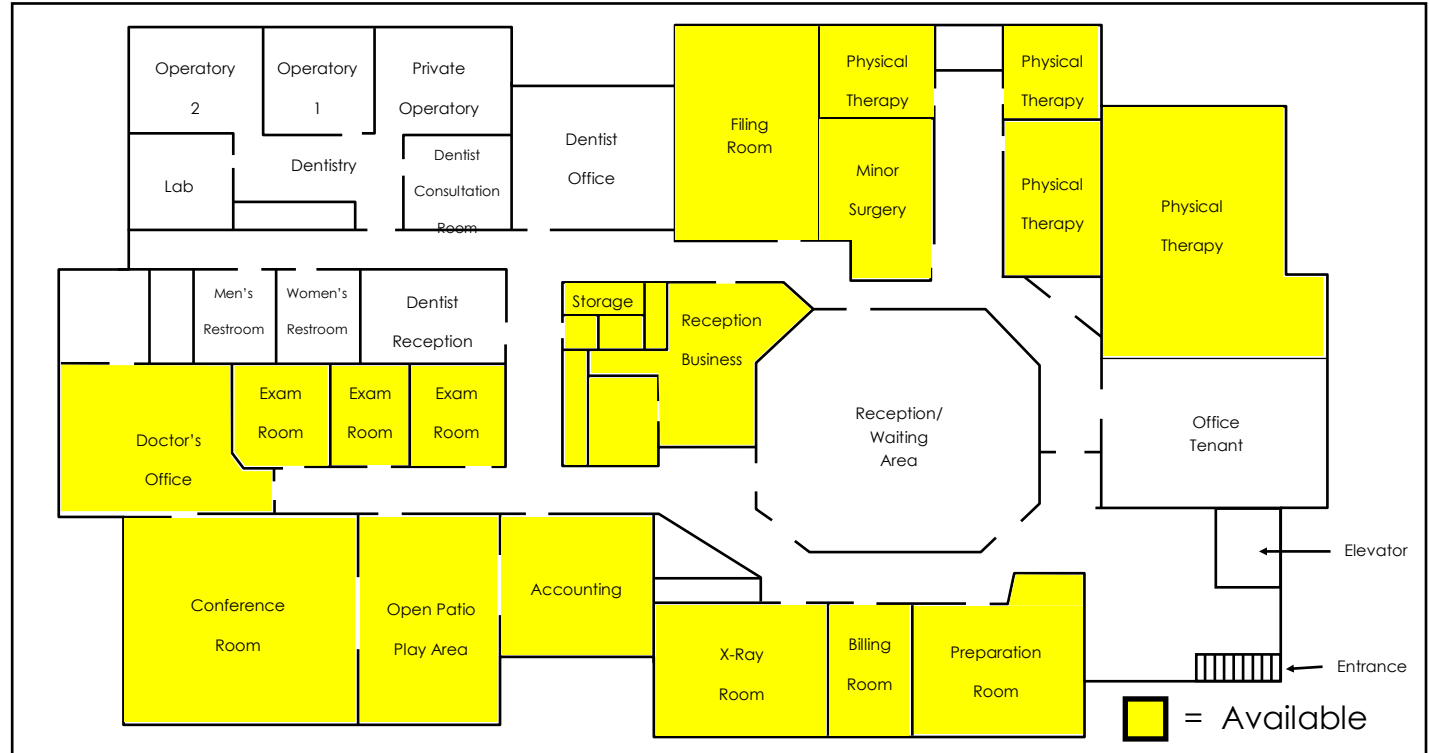 Operatory
2
Operatory
1
Private
Operatory
Dentist
Office
Filing
Room
Physical
Therapy
Physical
Therapy
Lab
Dentistry
Dentist
Consultation
Room
Minor
Surgery
Physical
Therapy
Physical
Therapy
Men's
Restroom
Women's
Restroom
Dentist
Reception
Storage
Reception
Business
Exam
Room
Exam
Room
Exam
Room
Doctor's
Office
Reception/
Waiting
Area
Office
Tenant
Elevator
Conference
Room
Open Patio
Play Area
Accounting
X-Ray
Room
Billing
Room
Preparation
Room
Entrance
= Available